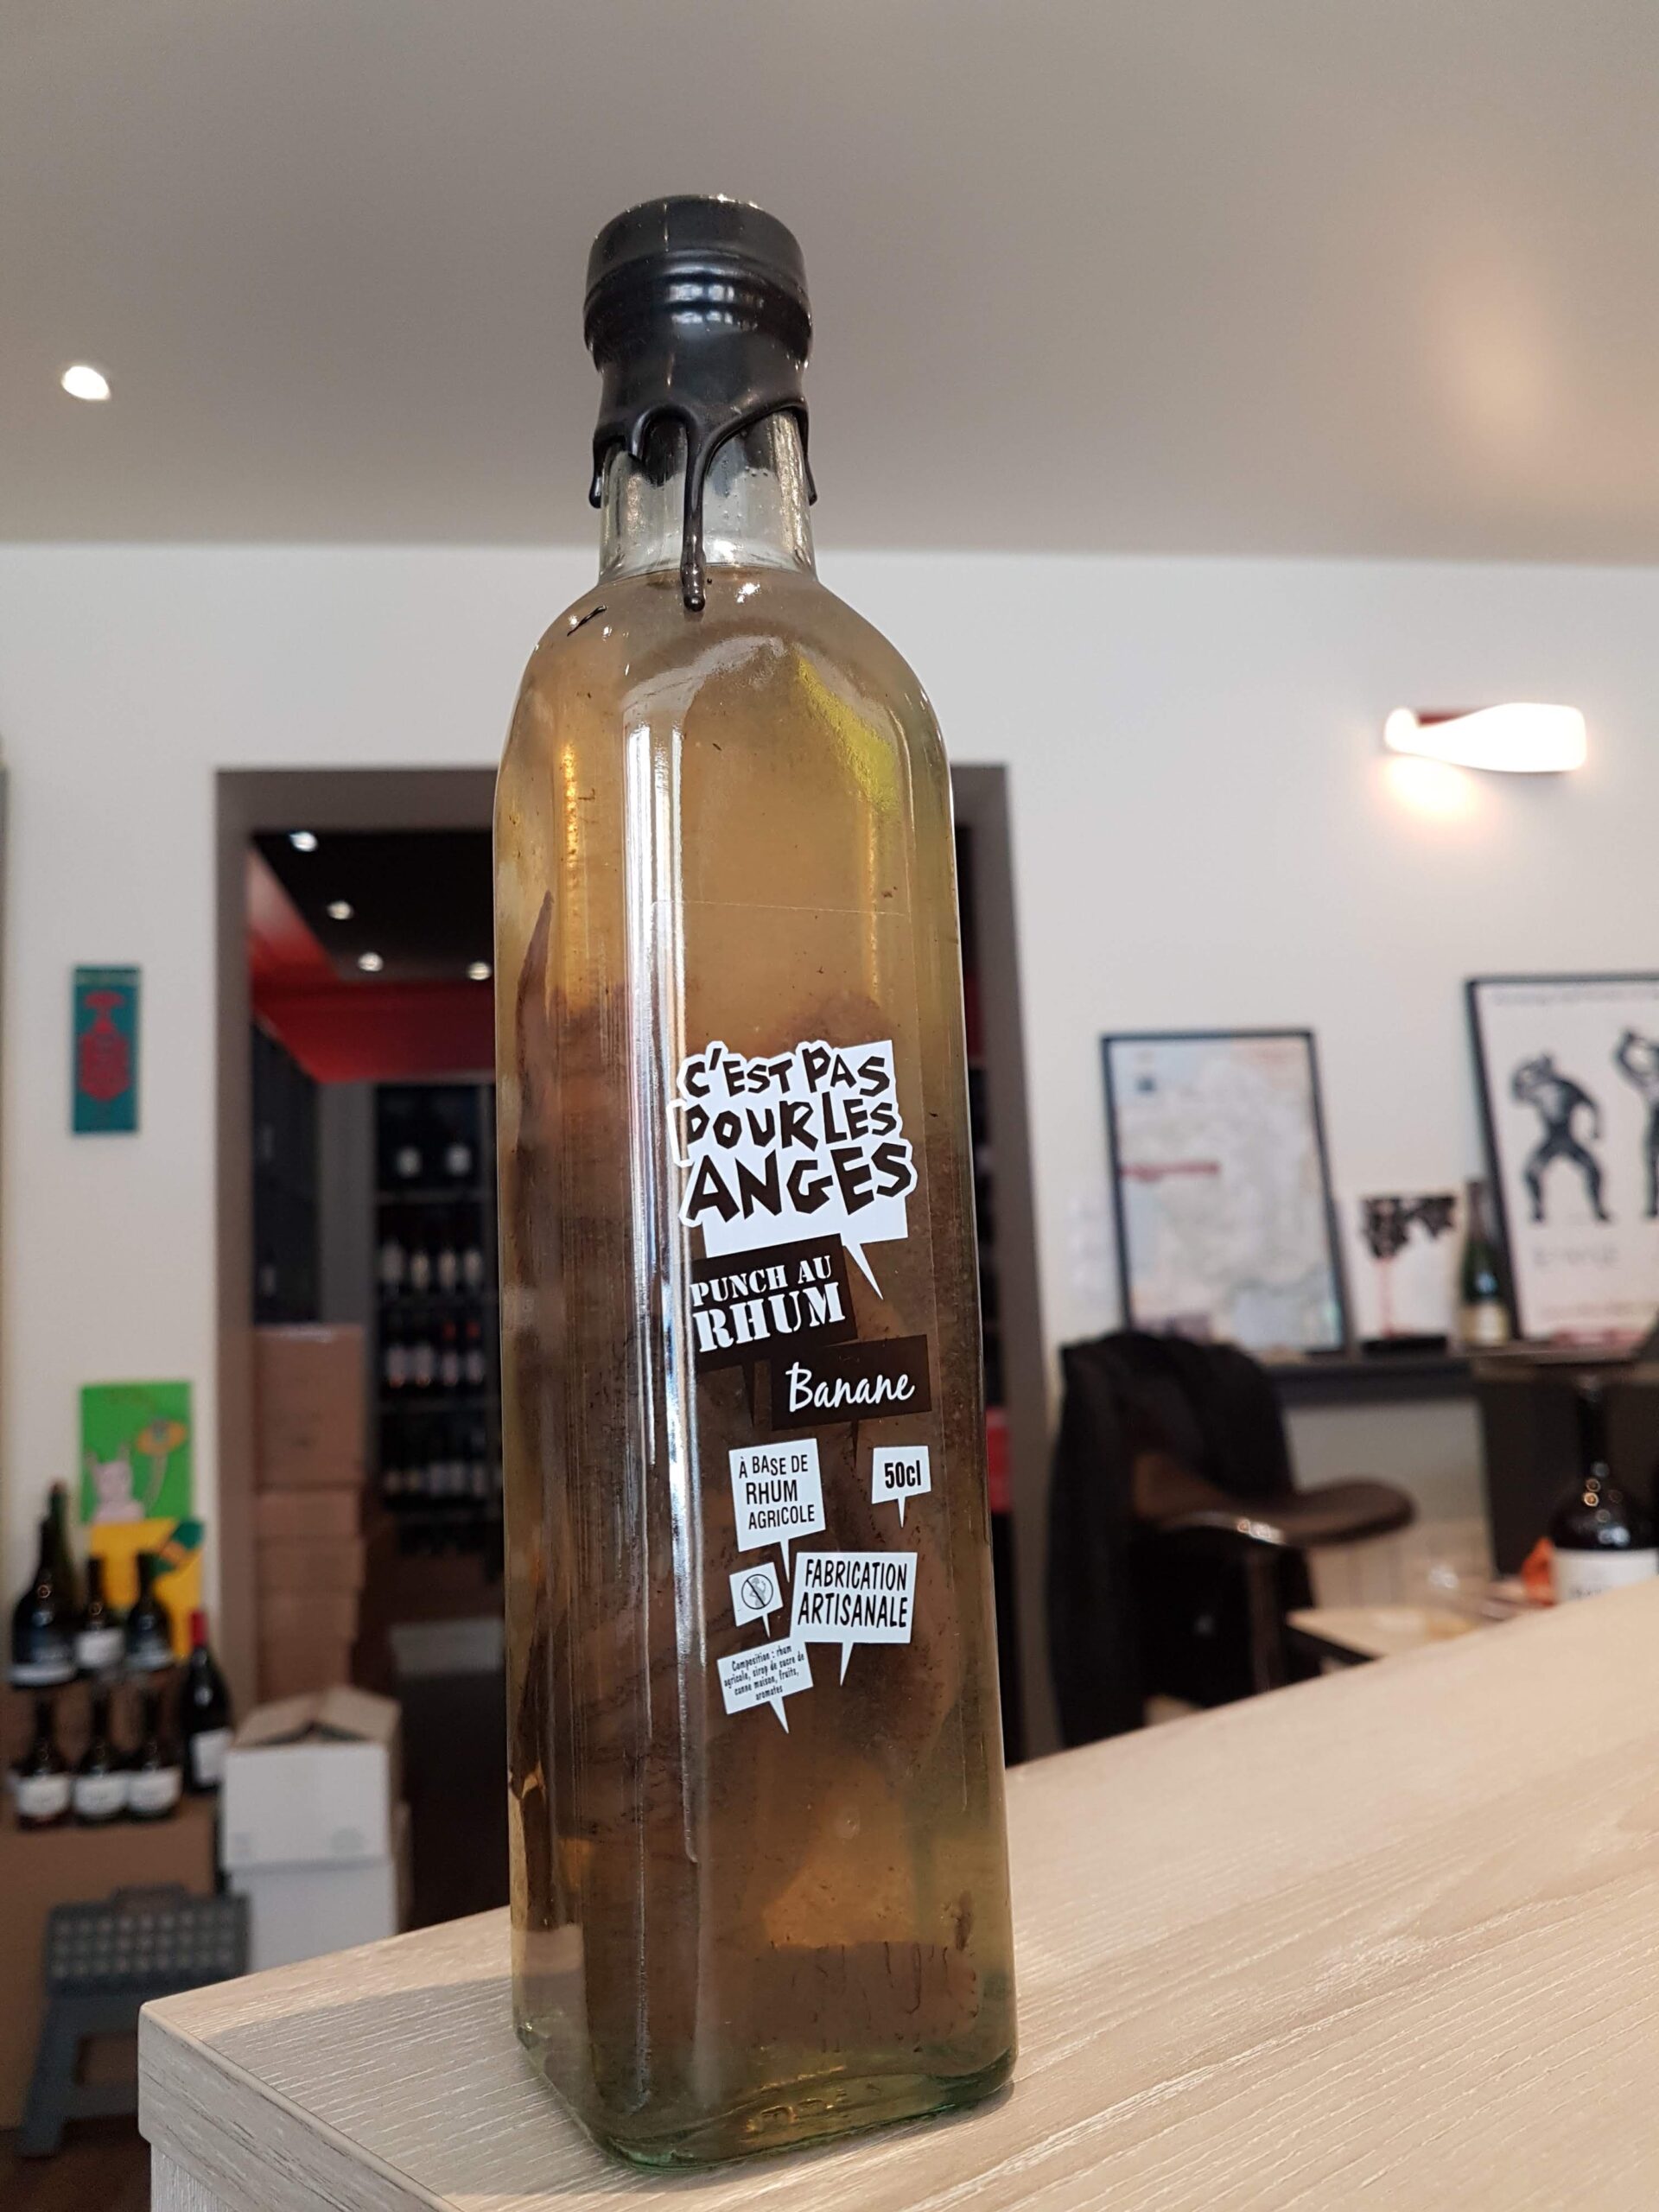 C'EST PAS
POUR LES
ANGES
PUNCH AU
RHUM
Banane
À BASE DE
RHUM
AGRICOLE
50cl
FABRICATION
ARTISANALE
Composition : rhum
agricole, sirop de sucre de
canne maison, fruits,
aromates